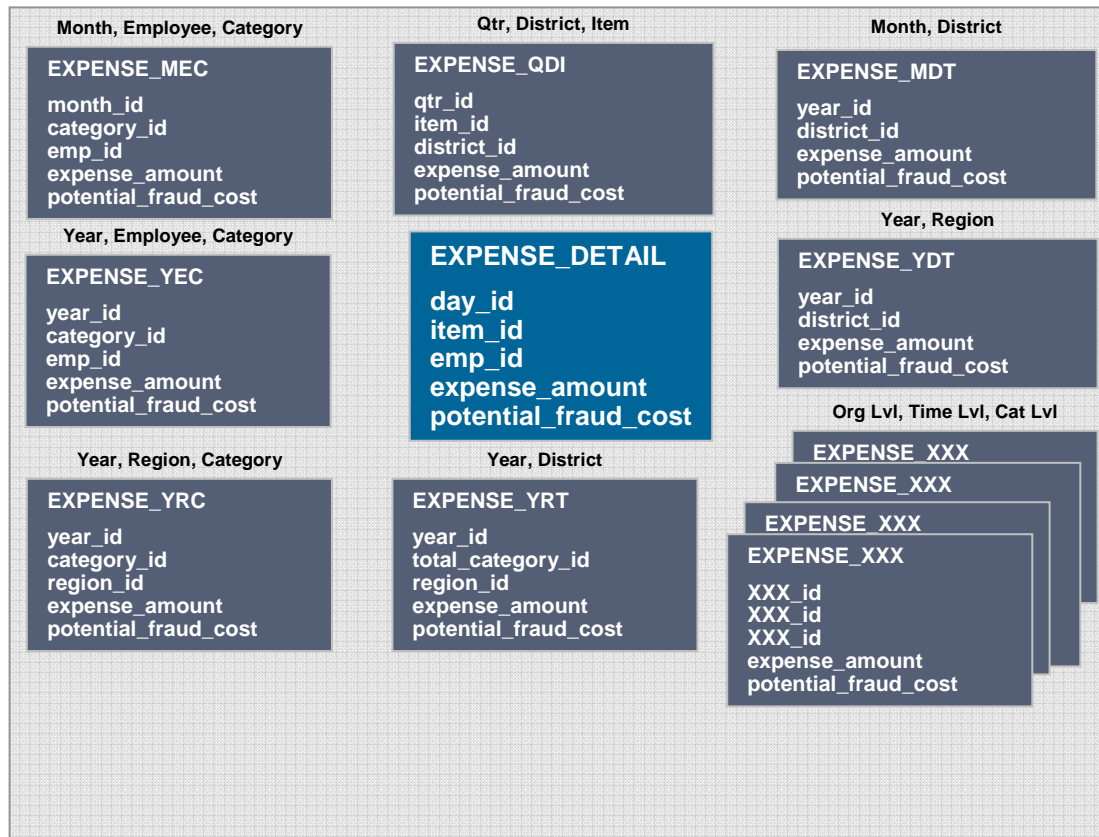 Month, Employee, Category
EXPENSE_MEC
month_id
category_id
emp_id
expense_amount
potential_fraud_cost
Qtr, District, Item
EXPENSE_QDI
qtr_id
item_id
district_id
expense_amount
potential_fraud_cost
Month, District
EXPENSE_MDT
year_id
district_id
expense_amount
potential_fraud_cost
Year, Employee, Category
EXPENSE_YEC
year_id
category_id
emp_id
expense_amount
potential_fraud_cost
EXPENSE_DETAIL
day_id
item_id
emp_id
expense_amount
potential_fraud_cost
Year, Region
EXPENSE_YDT
year_id
district_id
expense_amount
potential_fraud_cost
Year, Region, Category
EXPENSE_YRC
year_id
category_id
region_id
expense_amount
potential_fraud_cost
Year, District
EXPENSE_YRT
year_id
total_category_id
region_id
expense_amount
potential_fraud_cost
Org Lvl, Time Lvl, Cat Lvl
EXPENSE_XXX
EXPENSE_XXX
EXPENSE_XXX
EXPENSE_XXX
XXX_id
XXX_id
XXX_id
expense_amount
potential_fraud_cost